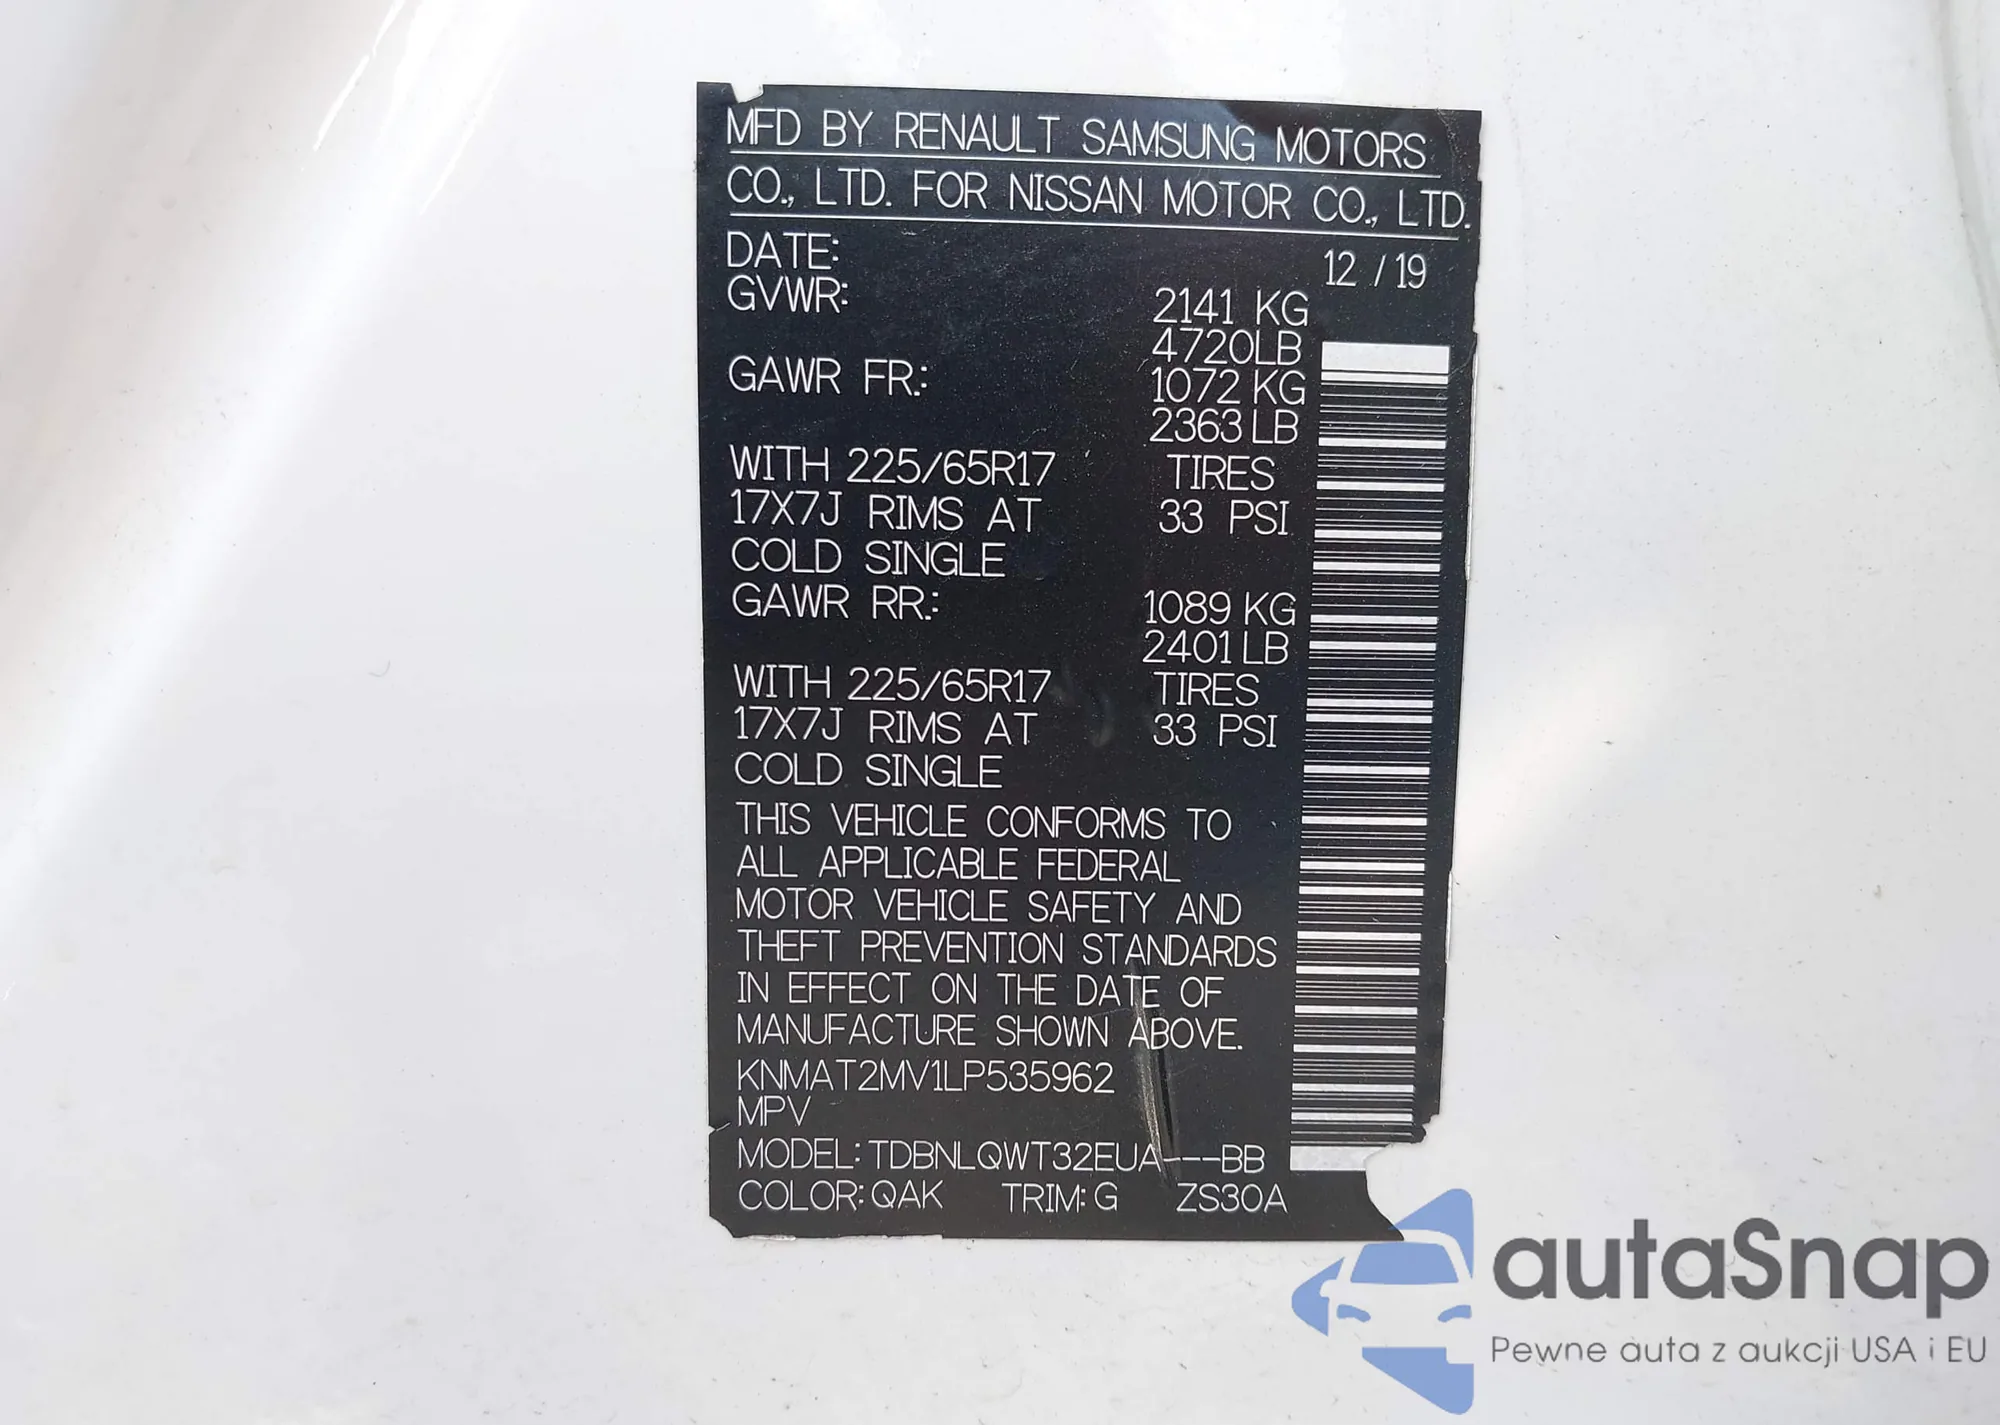 MFD BY RENAULT SAMSUNG MOTORS
CO., LTD. FOR NISSAN MOTOR CO., LTD.
DATE: 12 / 19
GVWR: 2141 KG
4720LB
GAWR FR.: 1072 KG
2363 LB
WITH 225/65R17 TIRES
17X7J RIMS AT 33 PSI
COLD SINGLE
GAWR RR.: 1089 KG
2401 LB
WITH 225/65R17 TIRES
17X7J RIMS AT 33 PSI
COLD SINGLE
THIS VEHICLE CONFORMS TO
ALL APPLICABLE FEDERAL
MOTOR VEHICLE SAFETY AND
THEFT PREVENTION STANDARDS
IN EFFECT ON THE DATE OF
MANUFACTURE SHOWN ABOVE.
KNMAT2MV1LP535962
MPV
MODEL: TDBNLQWT32EUA---BB
COLOR: QAK TRIM: G ZS30A
autaSnap
Pewne auta z aukcji USA i EU